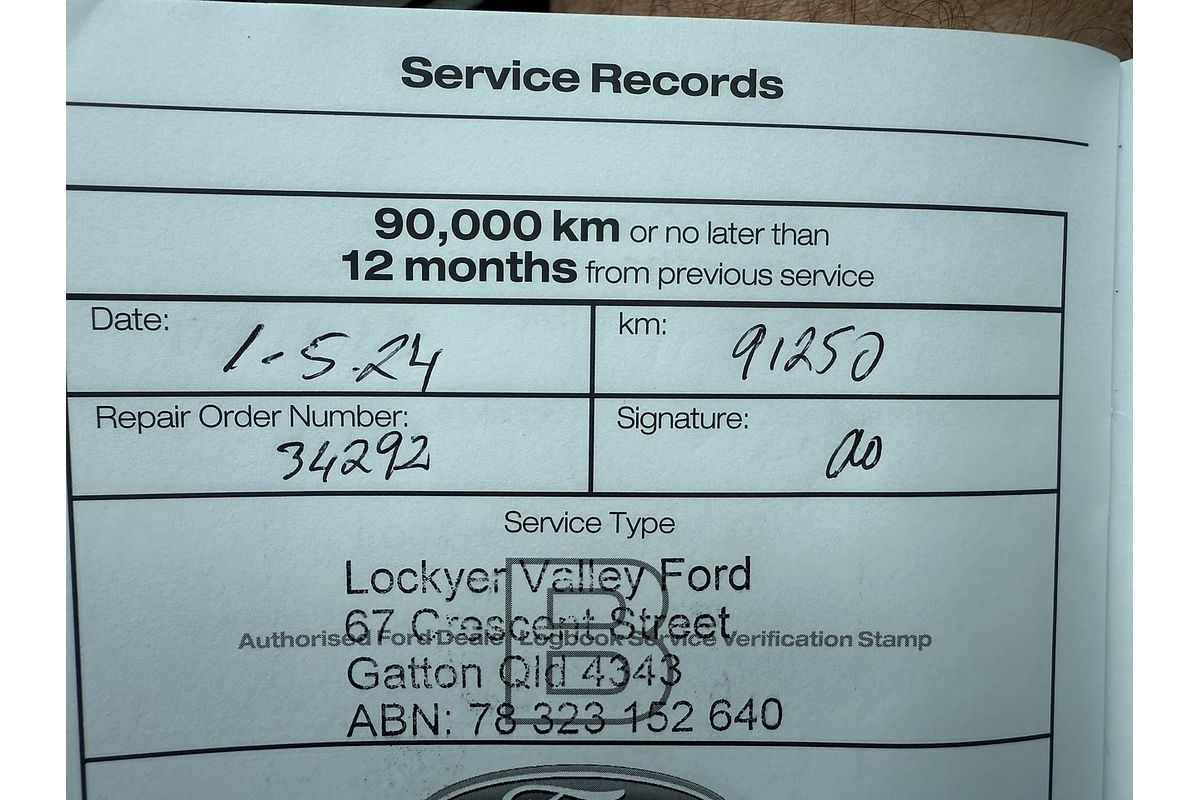 Service Records
90,000 km or no later than
12 months from previous service
Date: 1-5.24
km: 91250
Repair Order Number: 34292
Signature:
Service Type
B
Lockyer Valley Ford
67 Crescent Street
Authorised Ford Dealer Logbook Service Verification Stamp
Gatton Qld 4343
ABN: 78 323 152 640